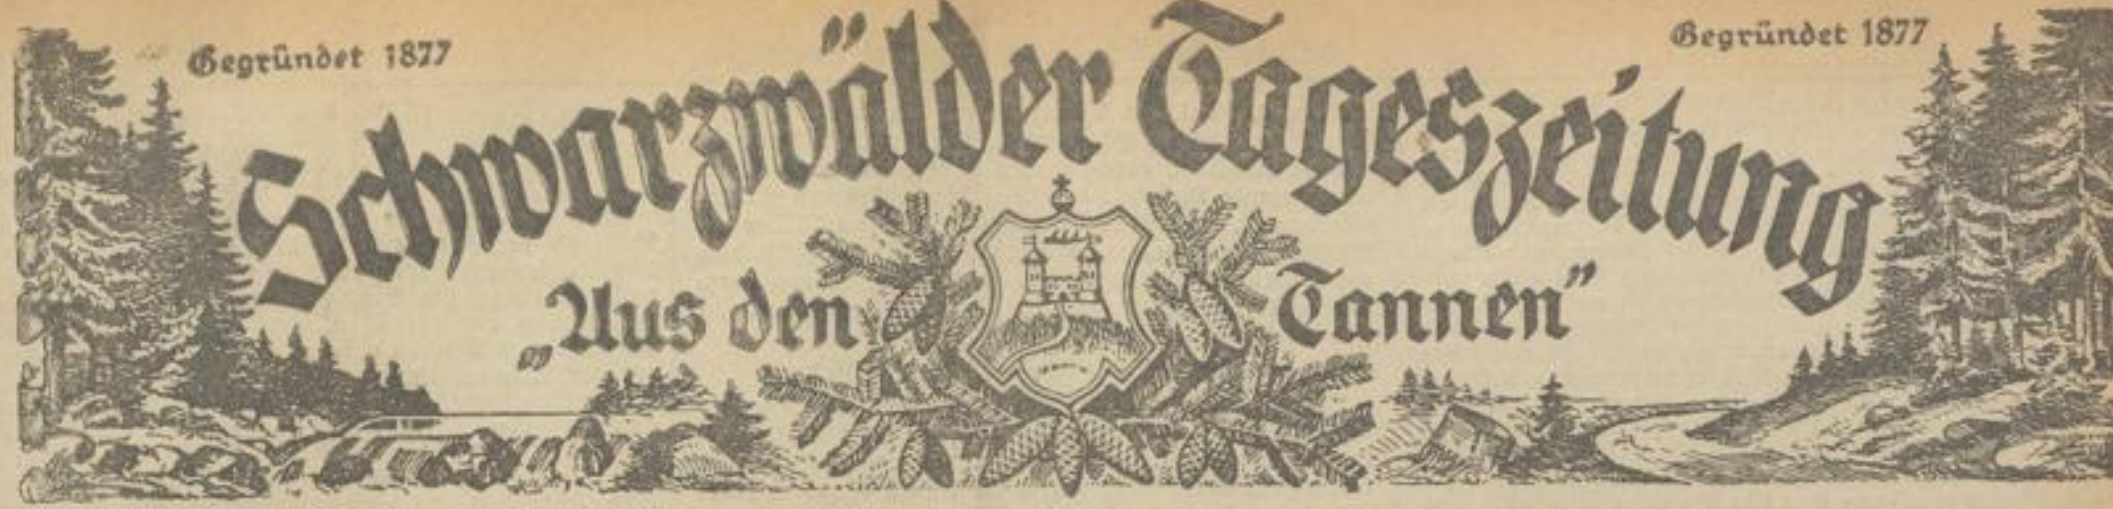 Gegründet 1877
Gegründet 1877
Schwarzwälder Tageszeitung
„Aus den Tannen”